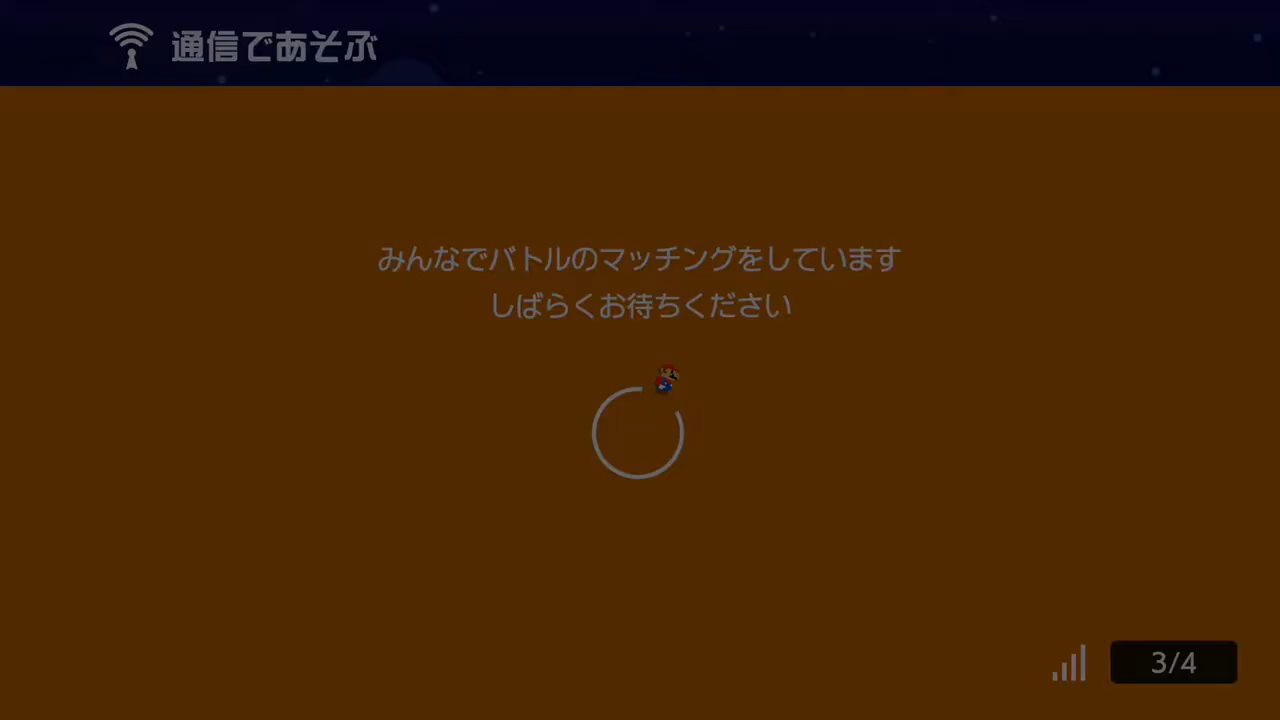 通信であそぶ
みんなでバトルのマッチングをしています
しばらくお待ちください
3/4